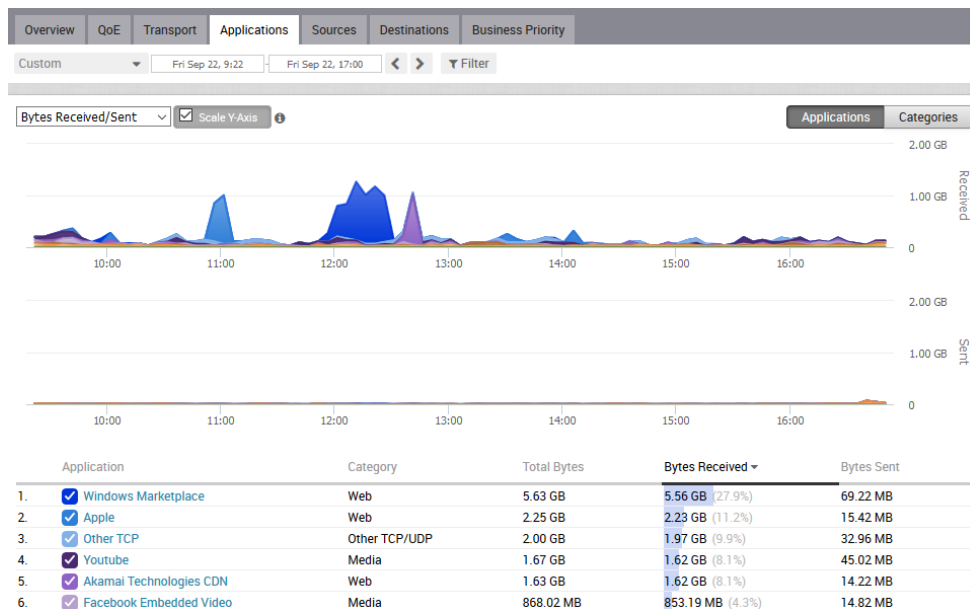 Overview QoE Transport Applications Sources Destinations Business Priority
Custom Fri Sep 22, 9:22 - Fri Sep 22, 17:00 Filter
Bytes Received/Sent Scale Y-Axis Applications Categories
2.00 GB
1.00 GB
0
Received
10:00 11:00 12:00 13:00 14:00 15:00 16:00
2.00 GB
1.00 GB
0
Sent
10:00 11:00 12:00 13:00 14:00 15:00 16:00
Application Category Total Bytes Bytes Received Bytes Sent
1. Windows Marketplace Web 5.63 GB 5.56 GB (27.9%) 69.22 MB
2. Apple Web 2.25 GB 2.23 GB (11.2%) 15.42 MB
3. Other TCP Other TCP/UDP 2.00 GB 1.97 GB (9.9%) 32.96 MB
4. Youtube Media 1.67 GB 1.62 GB (8.1%) 45.02 MB
5. Akamai Technologies CDN Web 1.63 GB 1.62 GB (8.1%) 14.22 MB
6. Facebook Embedded Video Media 868.02 MB 853.19 MB (4.3%) 14.82 MB